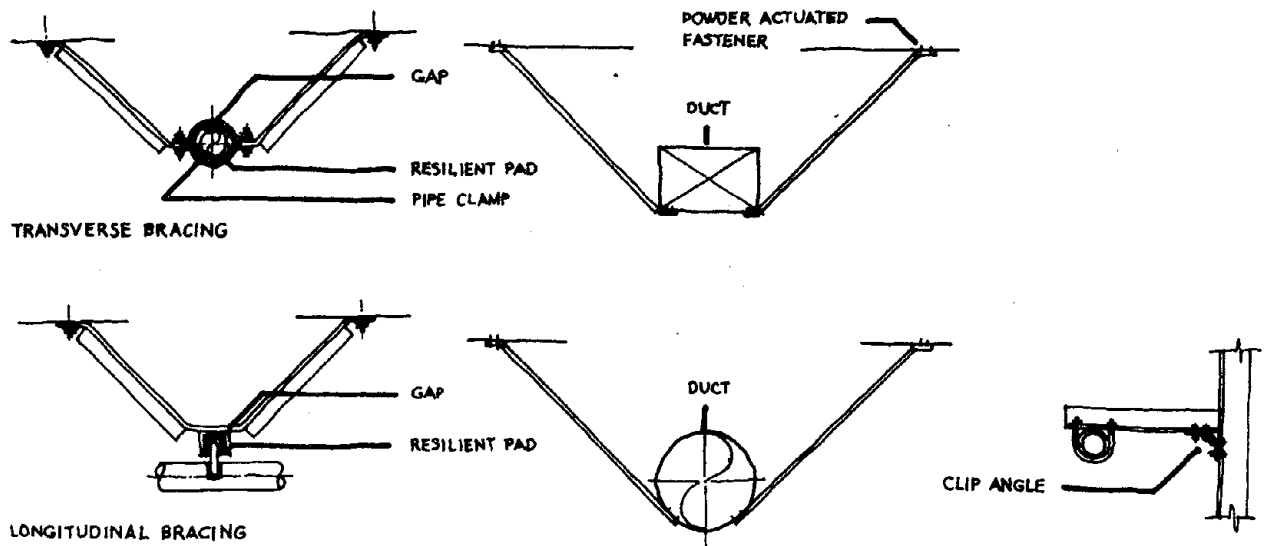 POWDER ACTUATED
FASTENER
GAP
DUCT
RESILIENT PAD
PIPE CLAMP
TRANSVERSE BRACING
GAP
DUCT
RESILIENT PAD
CLIP ANGLE
LONGITUDINAL BRACING